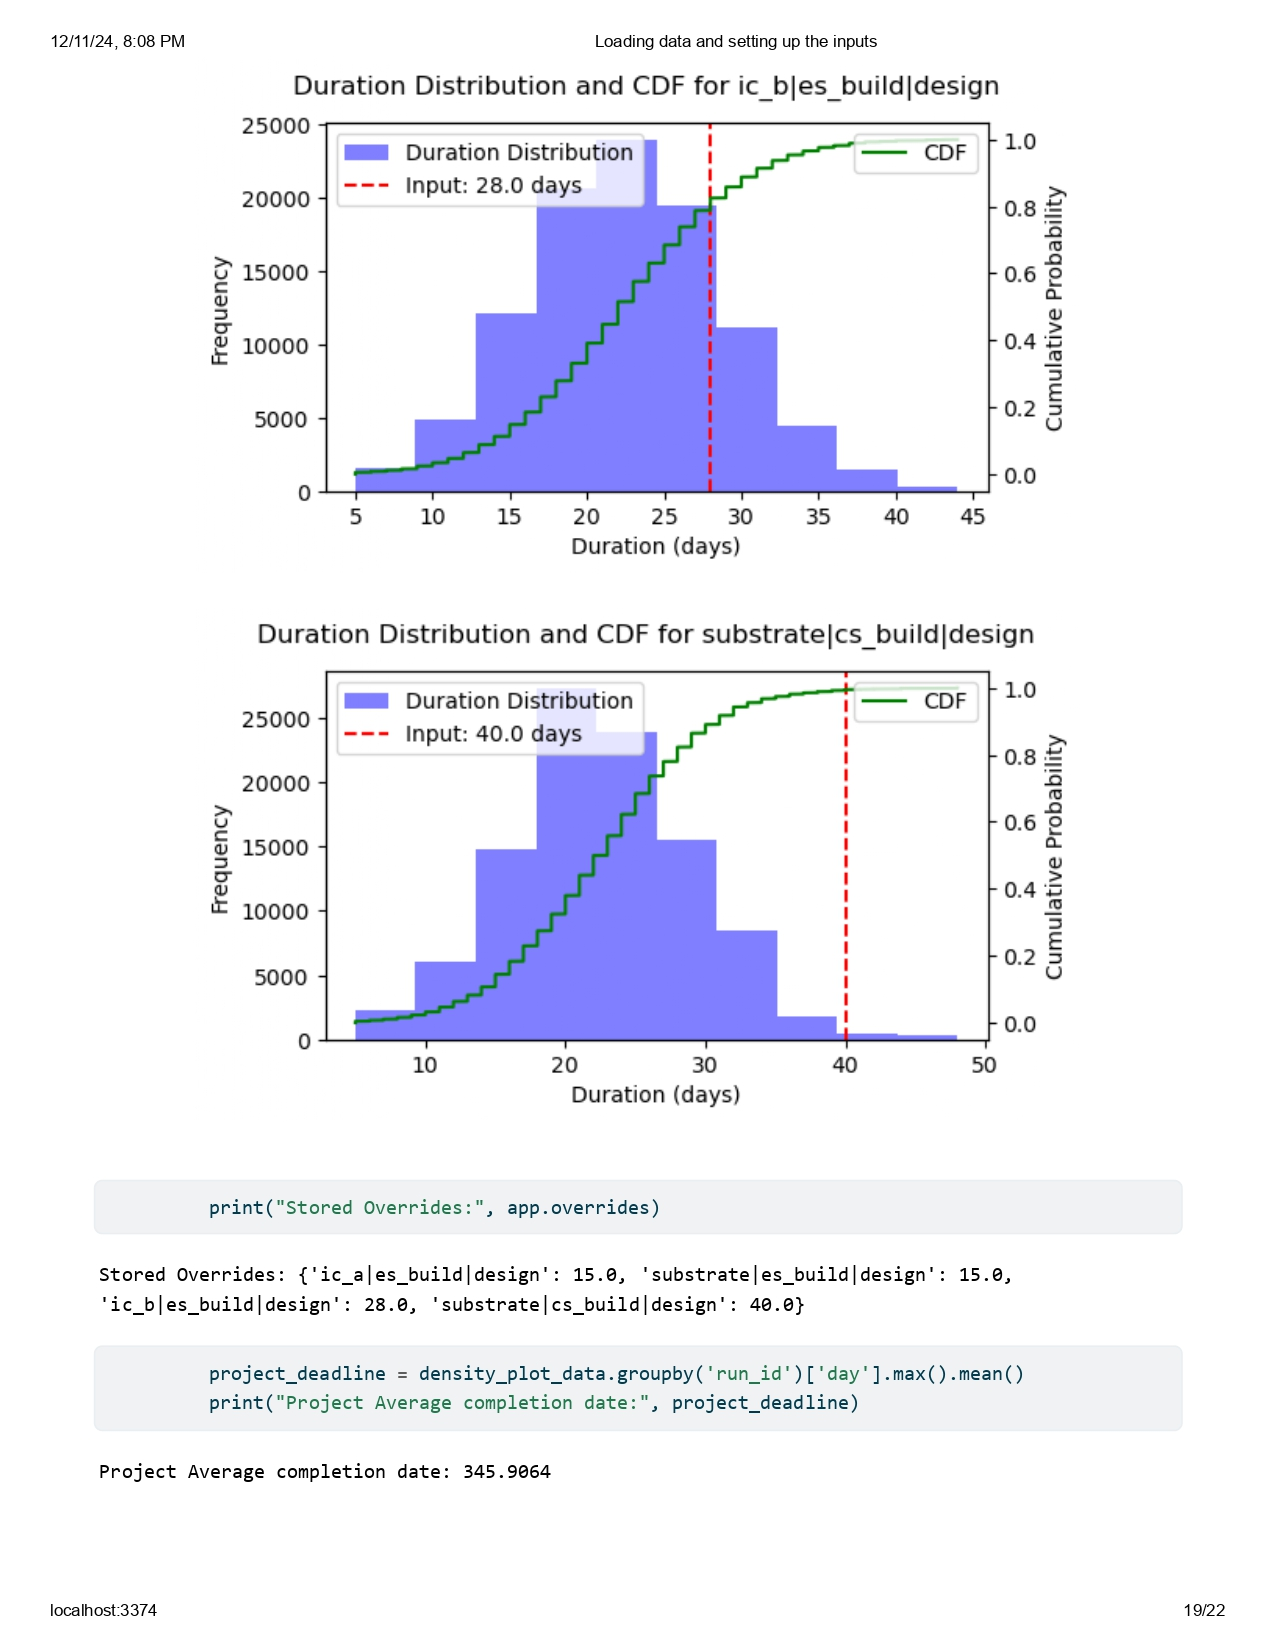 12/11/24, 8:08 PM
Loading data and setting up the inputs
Duration Distribution and CDF for ic_b|es_build|design
25000
20000
15000
10000
5000
0
Frequency
Duration Distribution
Input: 28.0 days
CDF
1.0
0.8
0.6
0.4
0.2
0.0
Cumulative Probability
5 10 15 20 25 30 35 40 45
Duration (days)
Duration Distribution and CDF for substrate|cs_build|design
25000
20000
15000
10000
5000
0
Frequency
Duration Distribution
Input: 40.0 days
CDF
1.0
0.8
0.6
0.4
0.2
0.0
Cumulative Probability
10 20 30 40 50
Duration (days)
print("Stored Overrides:", app.overrides)
Stored Overrides: {'ic_a|es_build|design': 15.0, 'substrate|es_build|design': 15.0,
'ic_b|es_build|design': 28.0, 'substrate|cs_build|design': 40.0}
project_deadline = density_plot_data.groupby('run_id')['day'].max().mean()
print("Project Average completion date:", project_deadline)
Project Average completion date: 345.9064
localhost:3374
19/22